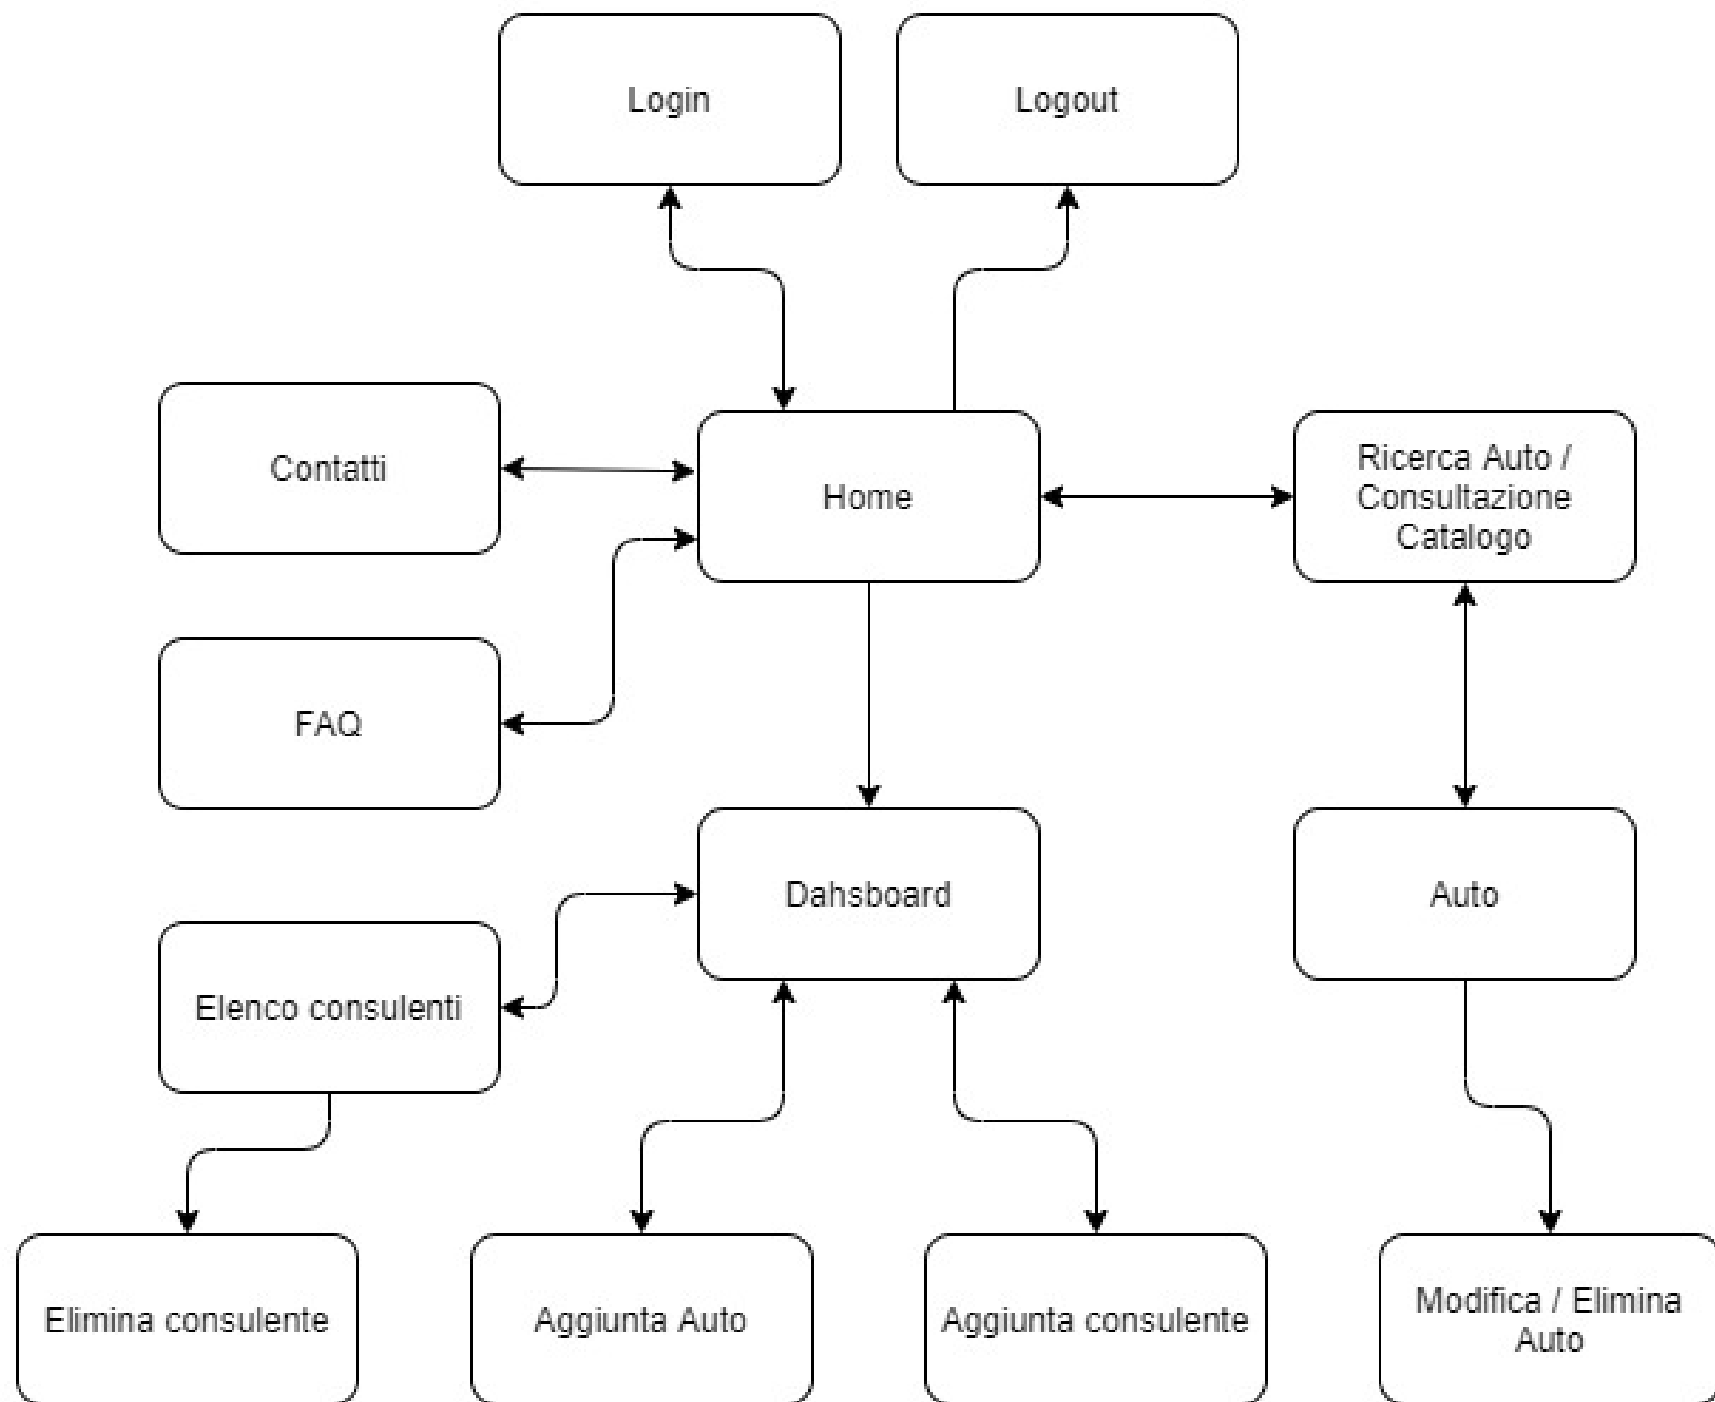 Login
Logout
Contatti
Home
Ricerca Auto /
Consultazione
Catalogo
FAQ
Dahsboard
Auto
Elenco consulenti
Elimina consulente
Aggiunta Auto
Aggiunta consulente
Modifica / Elimina
Auto